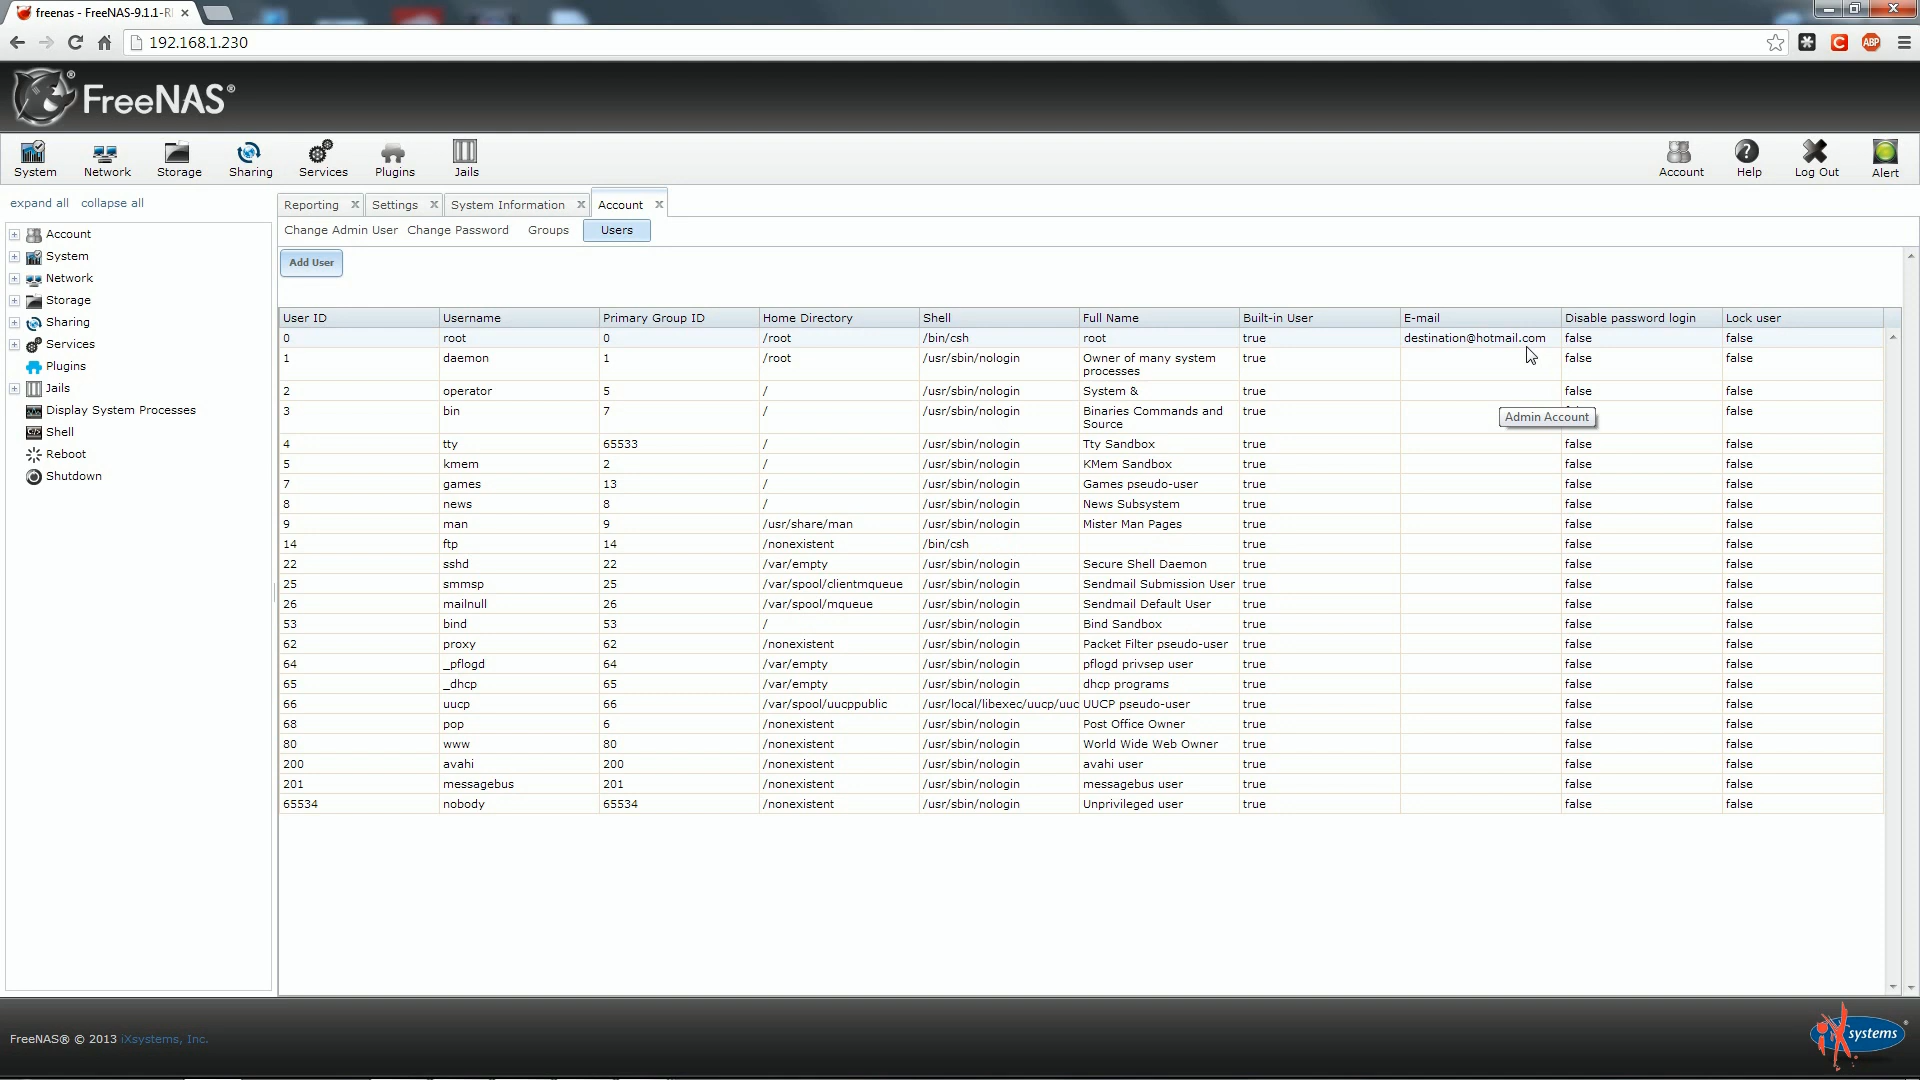 freenas - FreeNAS-9.1.1-R
192.168.1.230
ABP
FreeNAS®
System Network Storage Sharing Services Plugins Jails Account Help Log Out Alert
expand all collapse all
Reporting Settings System Information Account
Change Admin User Change Password Groups Users
Account
System
Network
Storage
Sharing
Services
Plugins
Jails
Display System Processes
Shell
Reboot
Shutdown
Add User
User ID Username Primary Group ID Home Directory Shell Full Name Built-in User E-mail Disable password login Lock user
0 root 0 /root /bin/csh root true destination@hotmail.com false false
1 daemon 1 /root /usr/sbin/nologin Owner of many system true false false
processes
2 operator 5 / /usr/sbin/nologin System & true false false
3 bin 7 / /usr/sbin/nologin Binaries Commands and true false
Source
Admin Account
4 tty 65533 / /usr/sbin/nologin Tty Sandbox true false false
5 kmem 2 / /usr/sbin/nologin KMem Sandbox true false false
7 games 13 / /usr/sbin/nologin Games pseudo-user true false false
8 news 8 / /usr/sbin/nologin News Subsystem true false false
9 man 9 /usr/share/man /usr/sbin/nologin Mister Man Pages true false false
14 ftp 14 /nonexistent /bin/csh true false false
22 sshd 22 /var/empty /usr/sbin/nologin Secure Shell Daemon true false false
25 smmsp 25 /var/spool/clientmqueue /usr/sbin/nologin Sendmail Submission User true false false
26 mailnull 26 /var/spool/mqueue /usr/sbin/nologin Sendmail Default User true false false
53 bind 53 / /usr/sbin/nologin Bind Sandbox true false false
62 proxy 62 /nonexistent /usr/sbin/nologin Packet Filter pseudo-user true false false
64 _pflogd 64 /var/empty /usr/sbin/nologin pflogd privsep user true false false
65 _dhcp 65 /var/empty /usr/sbin/nologin dhcp programs true false false
66 uucp 66 /var/spool/uucppublic /usr/local/libexec/uucp/uuc UUCP pseudo-user true false false
68 pop 6 /nonexistent /usr/sbin/nologin Post Office Owner true false false
80 www 80 /nonexistent /usr/sbin/nologin World Wide Web Owner true false false
200 avahi 200 /nonexistent /usr/sbin/nologin avahi user true false false
201 messagebus 201 /nonexistent /usr/sbin/nologin messagebus user true false false
65534 nobody 65534 /nonexistent /usr/sbin/nologin Unprivileged user true false false
FreeNAS® © 2013 iXsystems, Inc.
iXsystems®